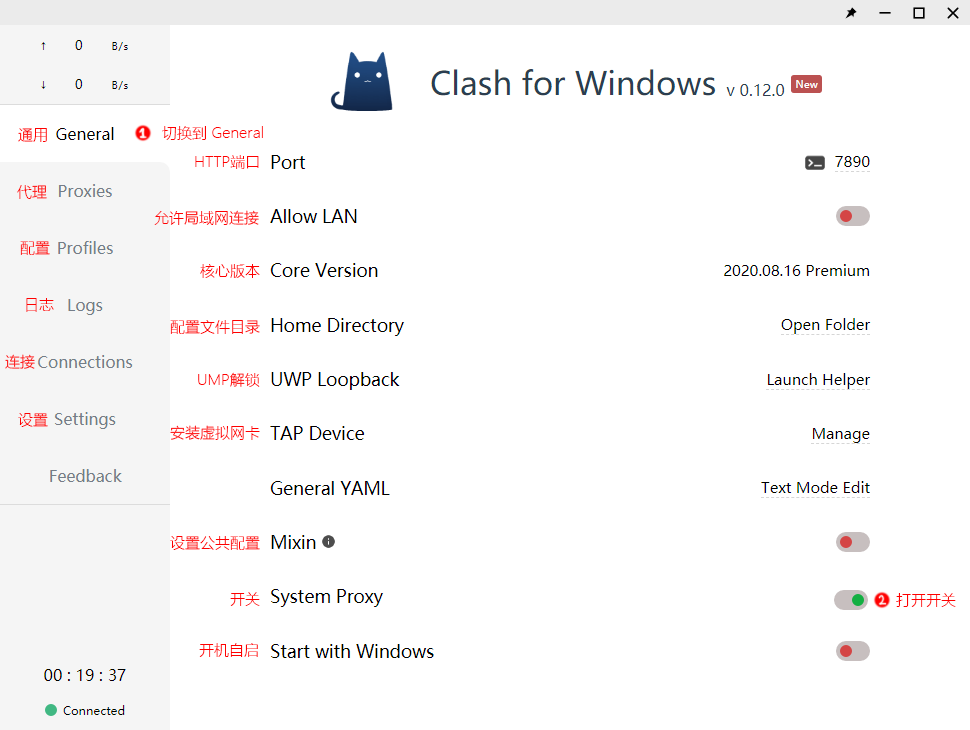 ↑ 0 B/s
↓ 0 B/s
Clash for Windows v 0.12.0 New
通用 General 1 切换到 General
HTTP端口 Port 7890
代理 Proxies
允许局域网连接 Allow LAN
配置 Profiles
核心版本 Core Version 2020.08.16 Premium
日志 Logs
配置文件目录 Home Directory Open Folder
连接 Connections
UMP解锁 UWP Loopback Launch Helper
设置 Settings
安装虚拟网卡 TAP Device Manage
Feedback
General YAML Text Mode Edit
设置公共配置 Mixin
开关 System Proxy 2 打开开关
开机自启 Start with Windows
00 : 19 : 37
Connected